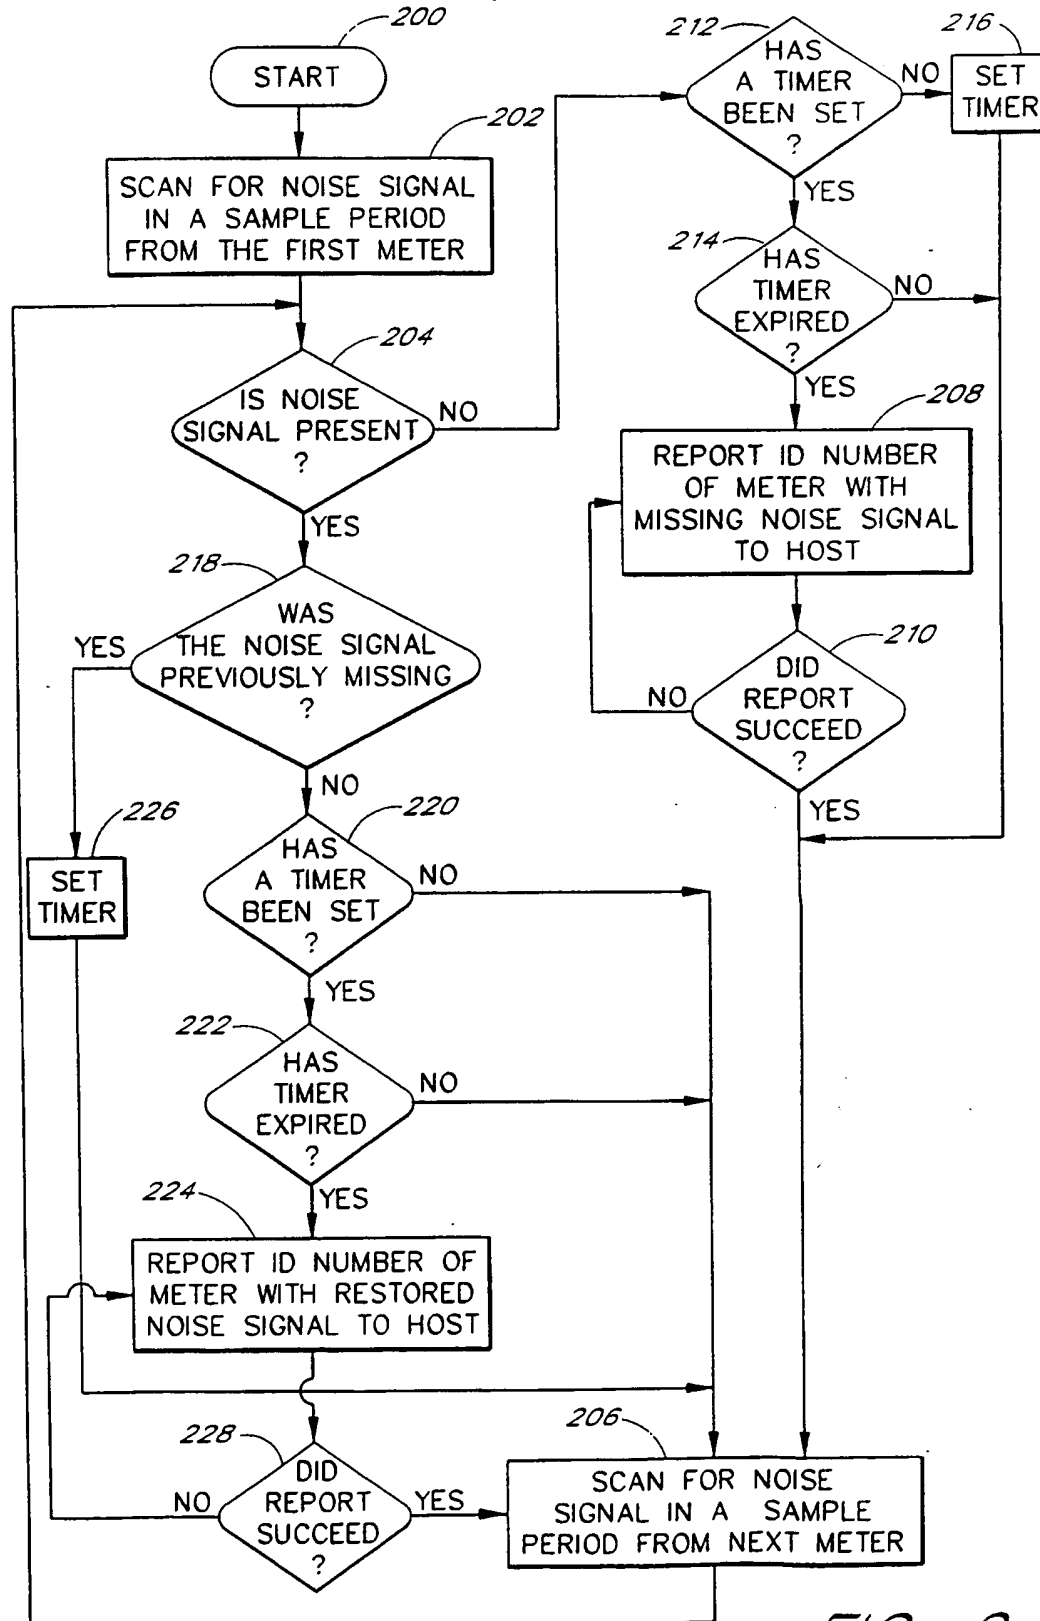 200
START
202
SCAN FOR NOISE SIGNAL
IN A SAMPLE PERIOD
FROM THE FIRST METER
204
IS NOISE
SIGNAL PRESENT
?
NO
YES
218
WAS
THE NOISE SIGNAL
PREVIOUSLY MISSING
?
YES
NO
226
SET
TIMER
220
HAS
A TIMER
BEEN SET
?
NO
YES
222
HAS
TIMER
EXPIRED
?
NO
YES
224
REPORT ID NUMBER OF
METER WITH RESTORED
NOISE SIGNAL TO HOST
228
DID
REPORT
SUCCEED
?
NO
YES
212
HAS
A TIMER
BEEN SET
?
NO
YES
216
SET
TIMER
214
HAS
TIMER
EXPIRED
?
NO
YES
208
REPORT ID NUMBER
OF METER WITH
MISSING NOISE SIGNAL
TO HOST
210
DID
REPORT
SUCCEED
?
NO
YES
206
SCAN FOR NOISE
SIGNAL IN A SAMPLE
PERIOD FROM NEXT METER